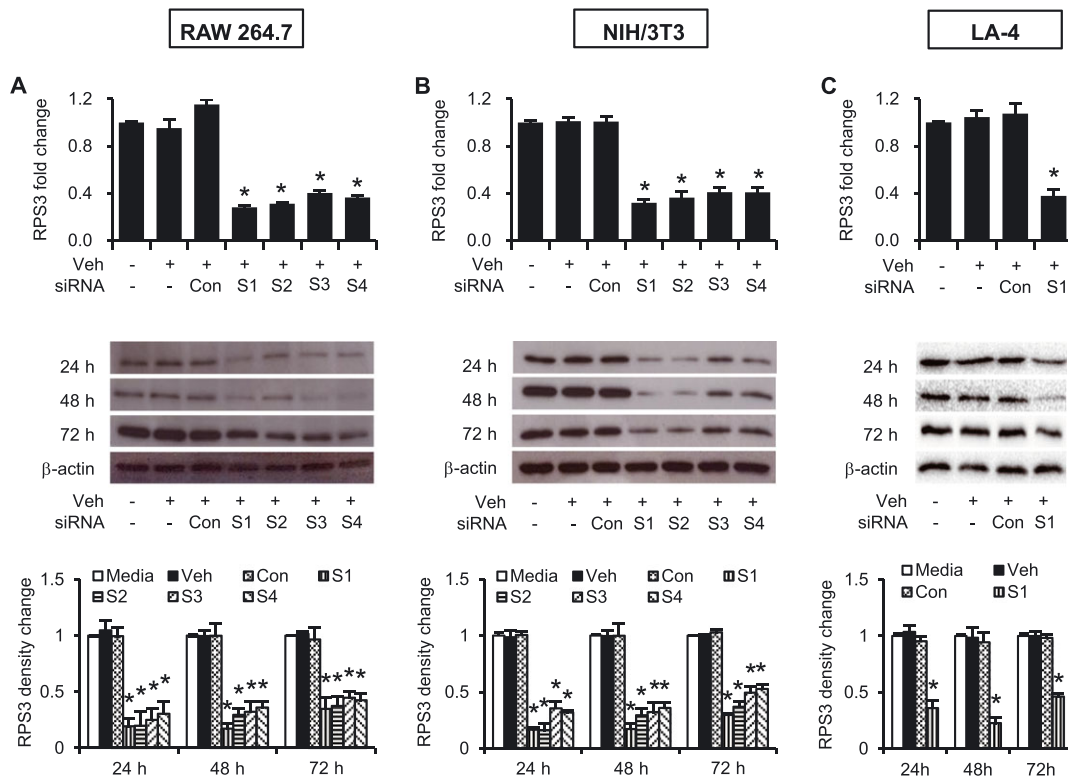 RAW 264.7
NIH/3T3
LA-4
A
RPS3 fold change
1.2
0.8
0.4
0.0
* * * *
Veh - + + + + + +
siRNA - - Con S1 S2 S3 S4
24 h
48 h
72 h
β-actin
Veh - + + + + + +
siRNA - - Con S1 S2 S3 S4
RPS3 density change
1.5
1
0.5
0
Media Veh Con S1
S2 S3 S4
* * * * * * ** ** **
24 h 48 h 72 h
B
RPS3 fold change
1.2
0.8
0.4
0.0
* * * *
Veh - + + + + + +
siRNA - - Con S1 S2 S3 S4
24 h
48 h
72 h
β-actin
Veh - + + + + + +
siRNA - - Con S1 S2 S3 S4
RPS3 density change
1.5
1
0.5
0
Media Veh Con S1
S2 S3 S4
* * * * * * ** * * **
24 h 48 h 72 h
C
RPS3 fold change
1.2
0.8
0.4
0.0
*
Veh - + + +
siRNA - - Con S1
24 h
48 h
72 h
β-actin
Veh - + + +
siRNA - - Con S1
RPS3 density change
1.5
1
0.5
0
Media Veh
Con S1
* * *
24h 48h 72h